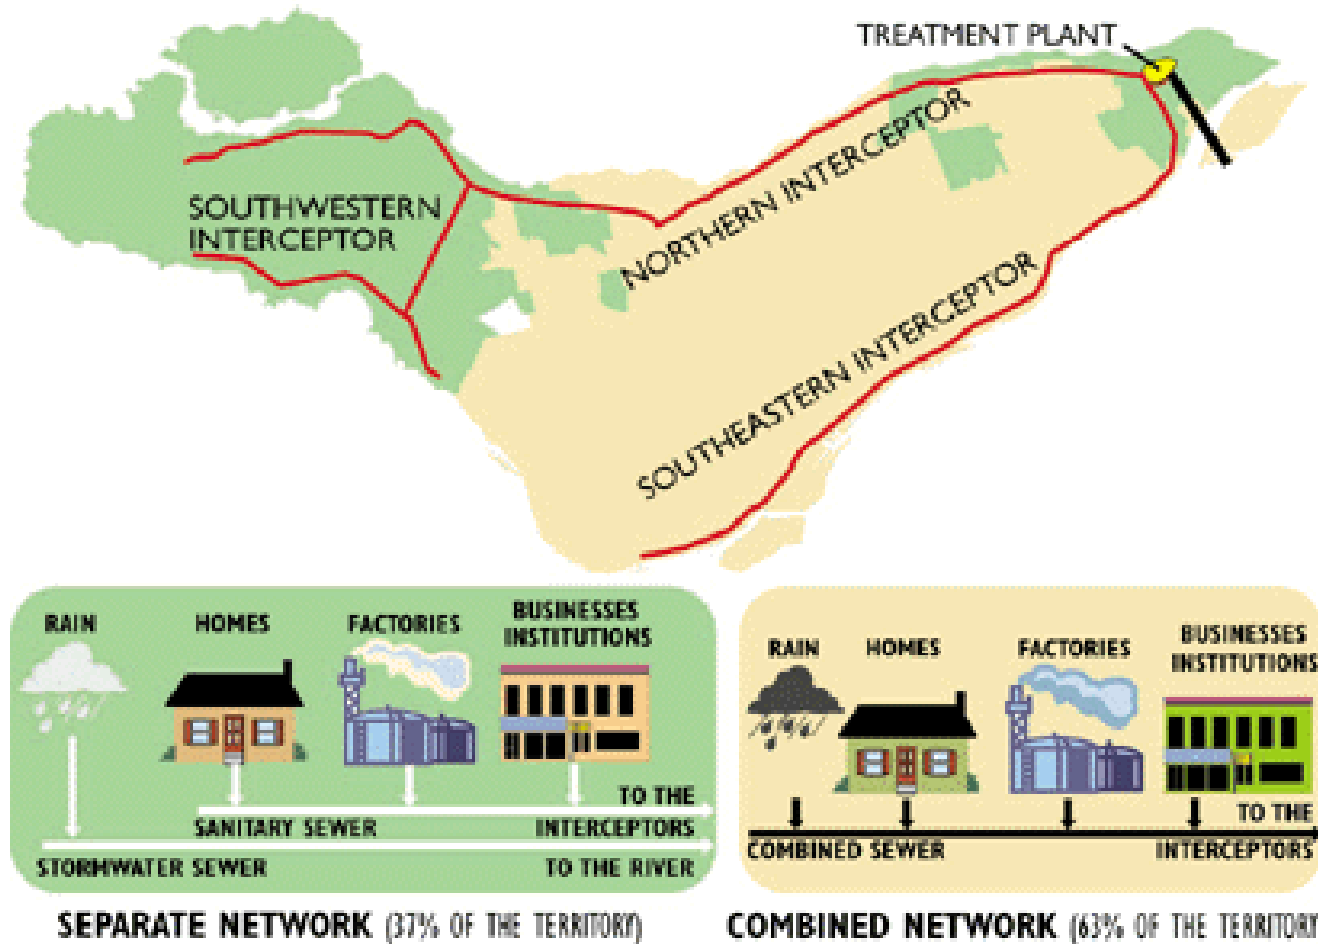 TREATMENT PLANT
SOUTHWESTERN
INTERCEPTOR
NORTHERN INTERCEPTOR
SOUTHEASTERN INTERCEPTOR
RAIN
HOMES
FACTORIES
BUSINESSES
INSTITUTIONS
TO THE
SANITARY SEWER
INTERCEPTORS
STORMWATER SEWER
TO THE RIVER
SEPARATE NETWORK (37% OF THE TERRITORY)
RAIN
HOMES
FACTORIES
BUSINESSES
INSTITUTIONS
TO THE
COMBINED SEWER
INTERCEPTORS
COMBINED NETWORK (63% OF THE TERRITORY